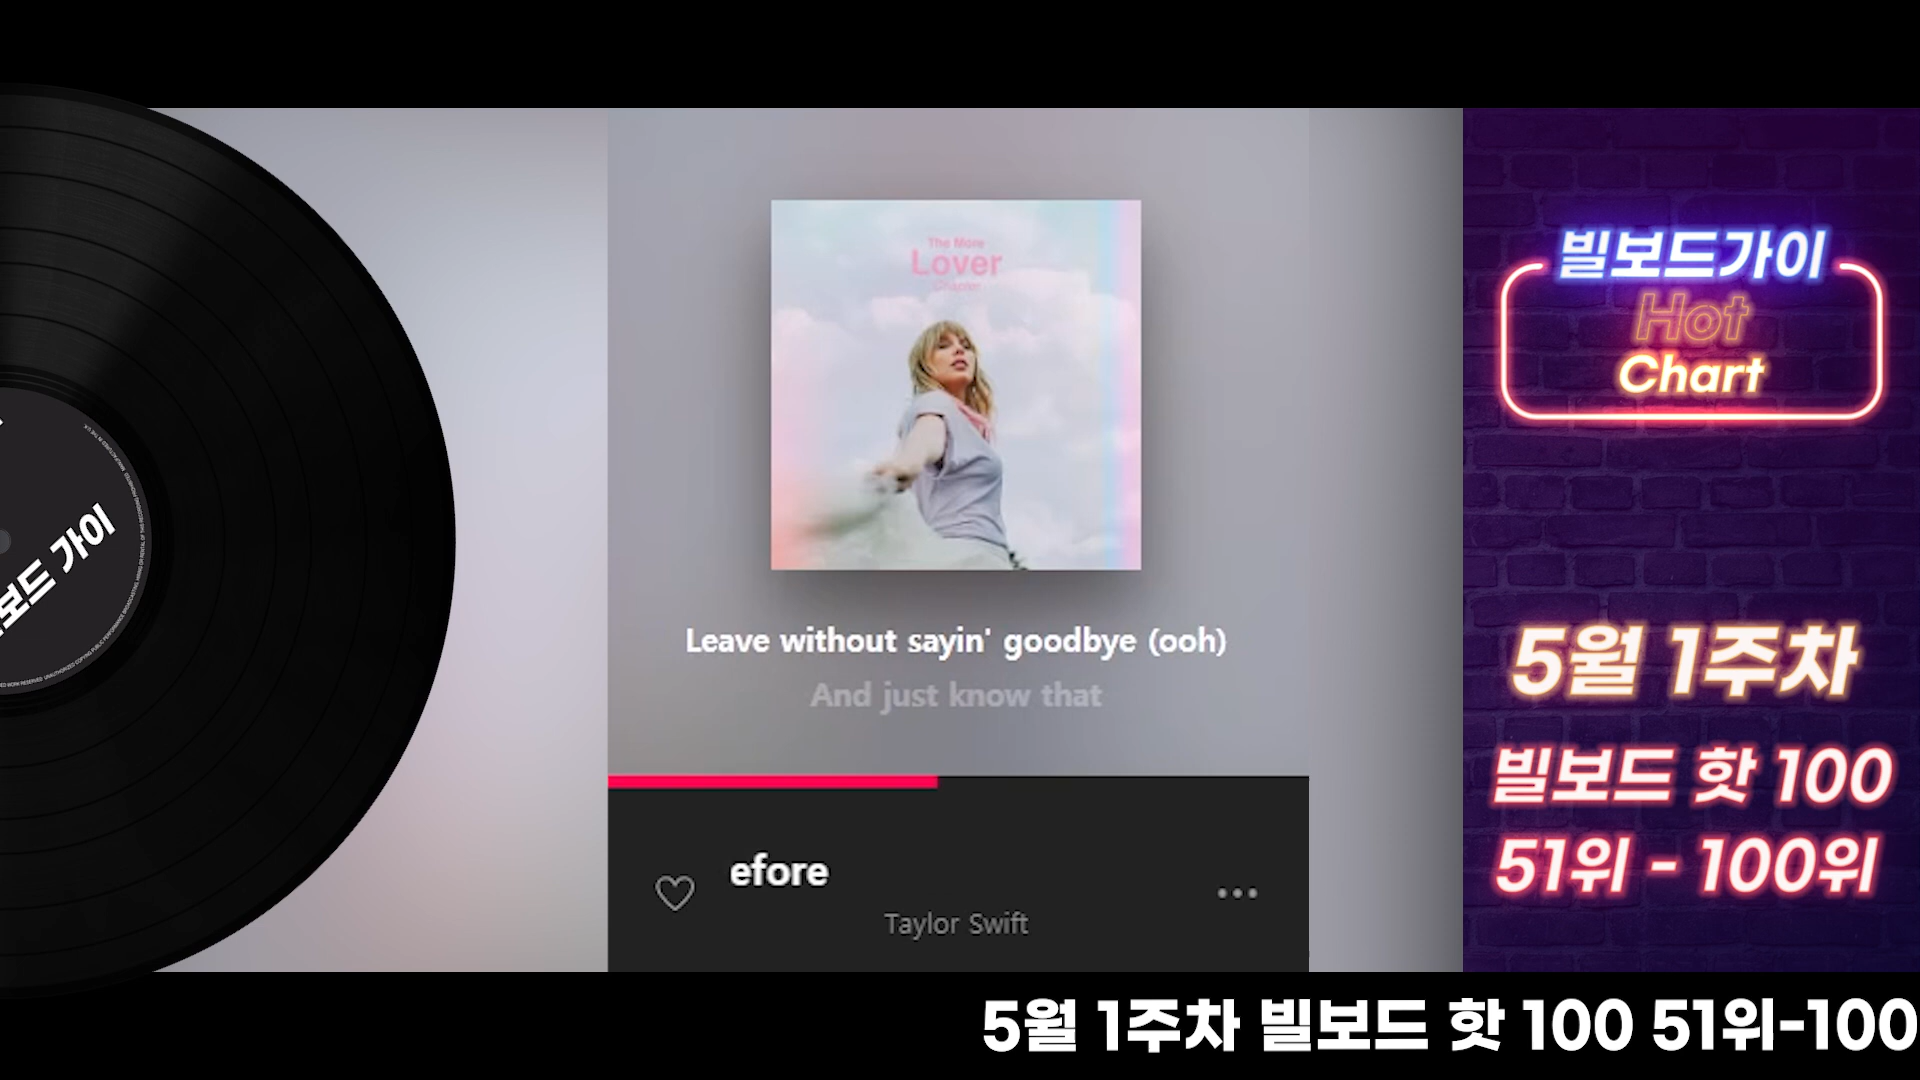 보드 가이
The More
Lover
Chapter
Leave without sayin' goodbye (ooh)
And just know that
efore
Taylor Swift
빌보드가이
Hot
Chart
5월 1주차
빌보드 핫 100
51위 - 100위
5월 1주차 빌보드 핫 100 51위-100